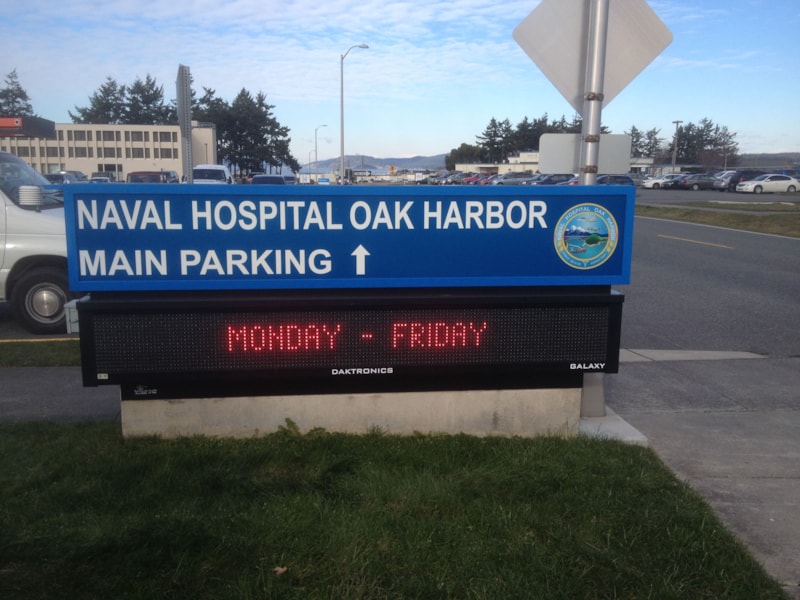 NAVAL HOSPITAL OAK HARBOR
MAIN PARKING ↑
MONDAY - FRIDAY
DAKTRONICS
GALAXY